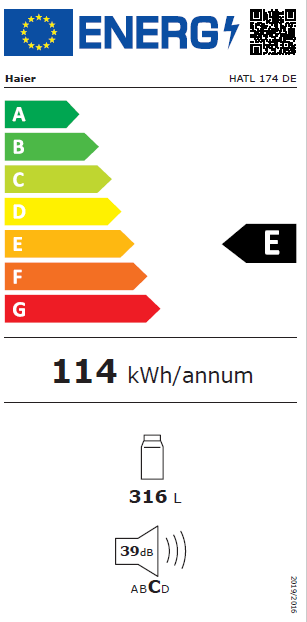 ENERG
Haier HATL 174 DE
A
B
C
D
E
E
F
G
114 kWh/annum
316 L
39dB
ABCD
2019/2016